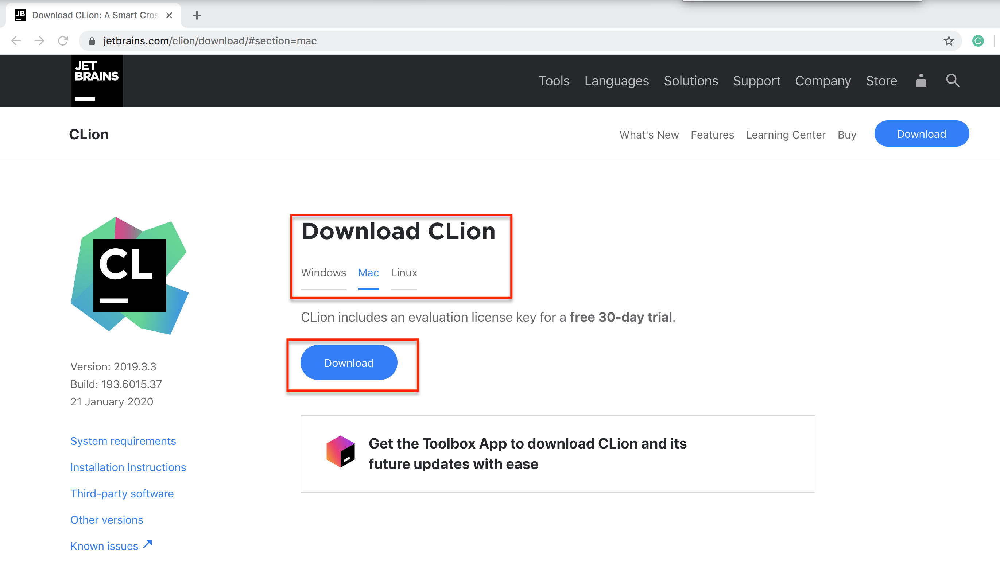 JB Download CLion: A Smart Cros
jetbrains.com/clion/download/#section=mac
JET
BRAINS
Tools Languages Solutions Support Company Store
CLion
What's New Features Learning Center Buy Download
CL
Download CLion
Windows Mac Linux
CLion includes an evaluation license key for a free 30-day trial.
Download
Version: 2019.3.3
Build: 193.6015.37
21 January 2020
System requirements
Installation Instructions
Third-party software
Other versions
Known issues
Get the Toolbox App to download CLion and its
future updates with ease